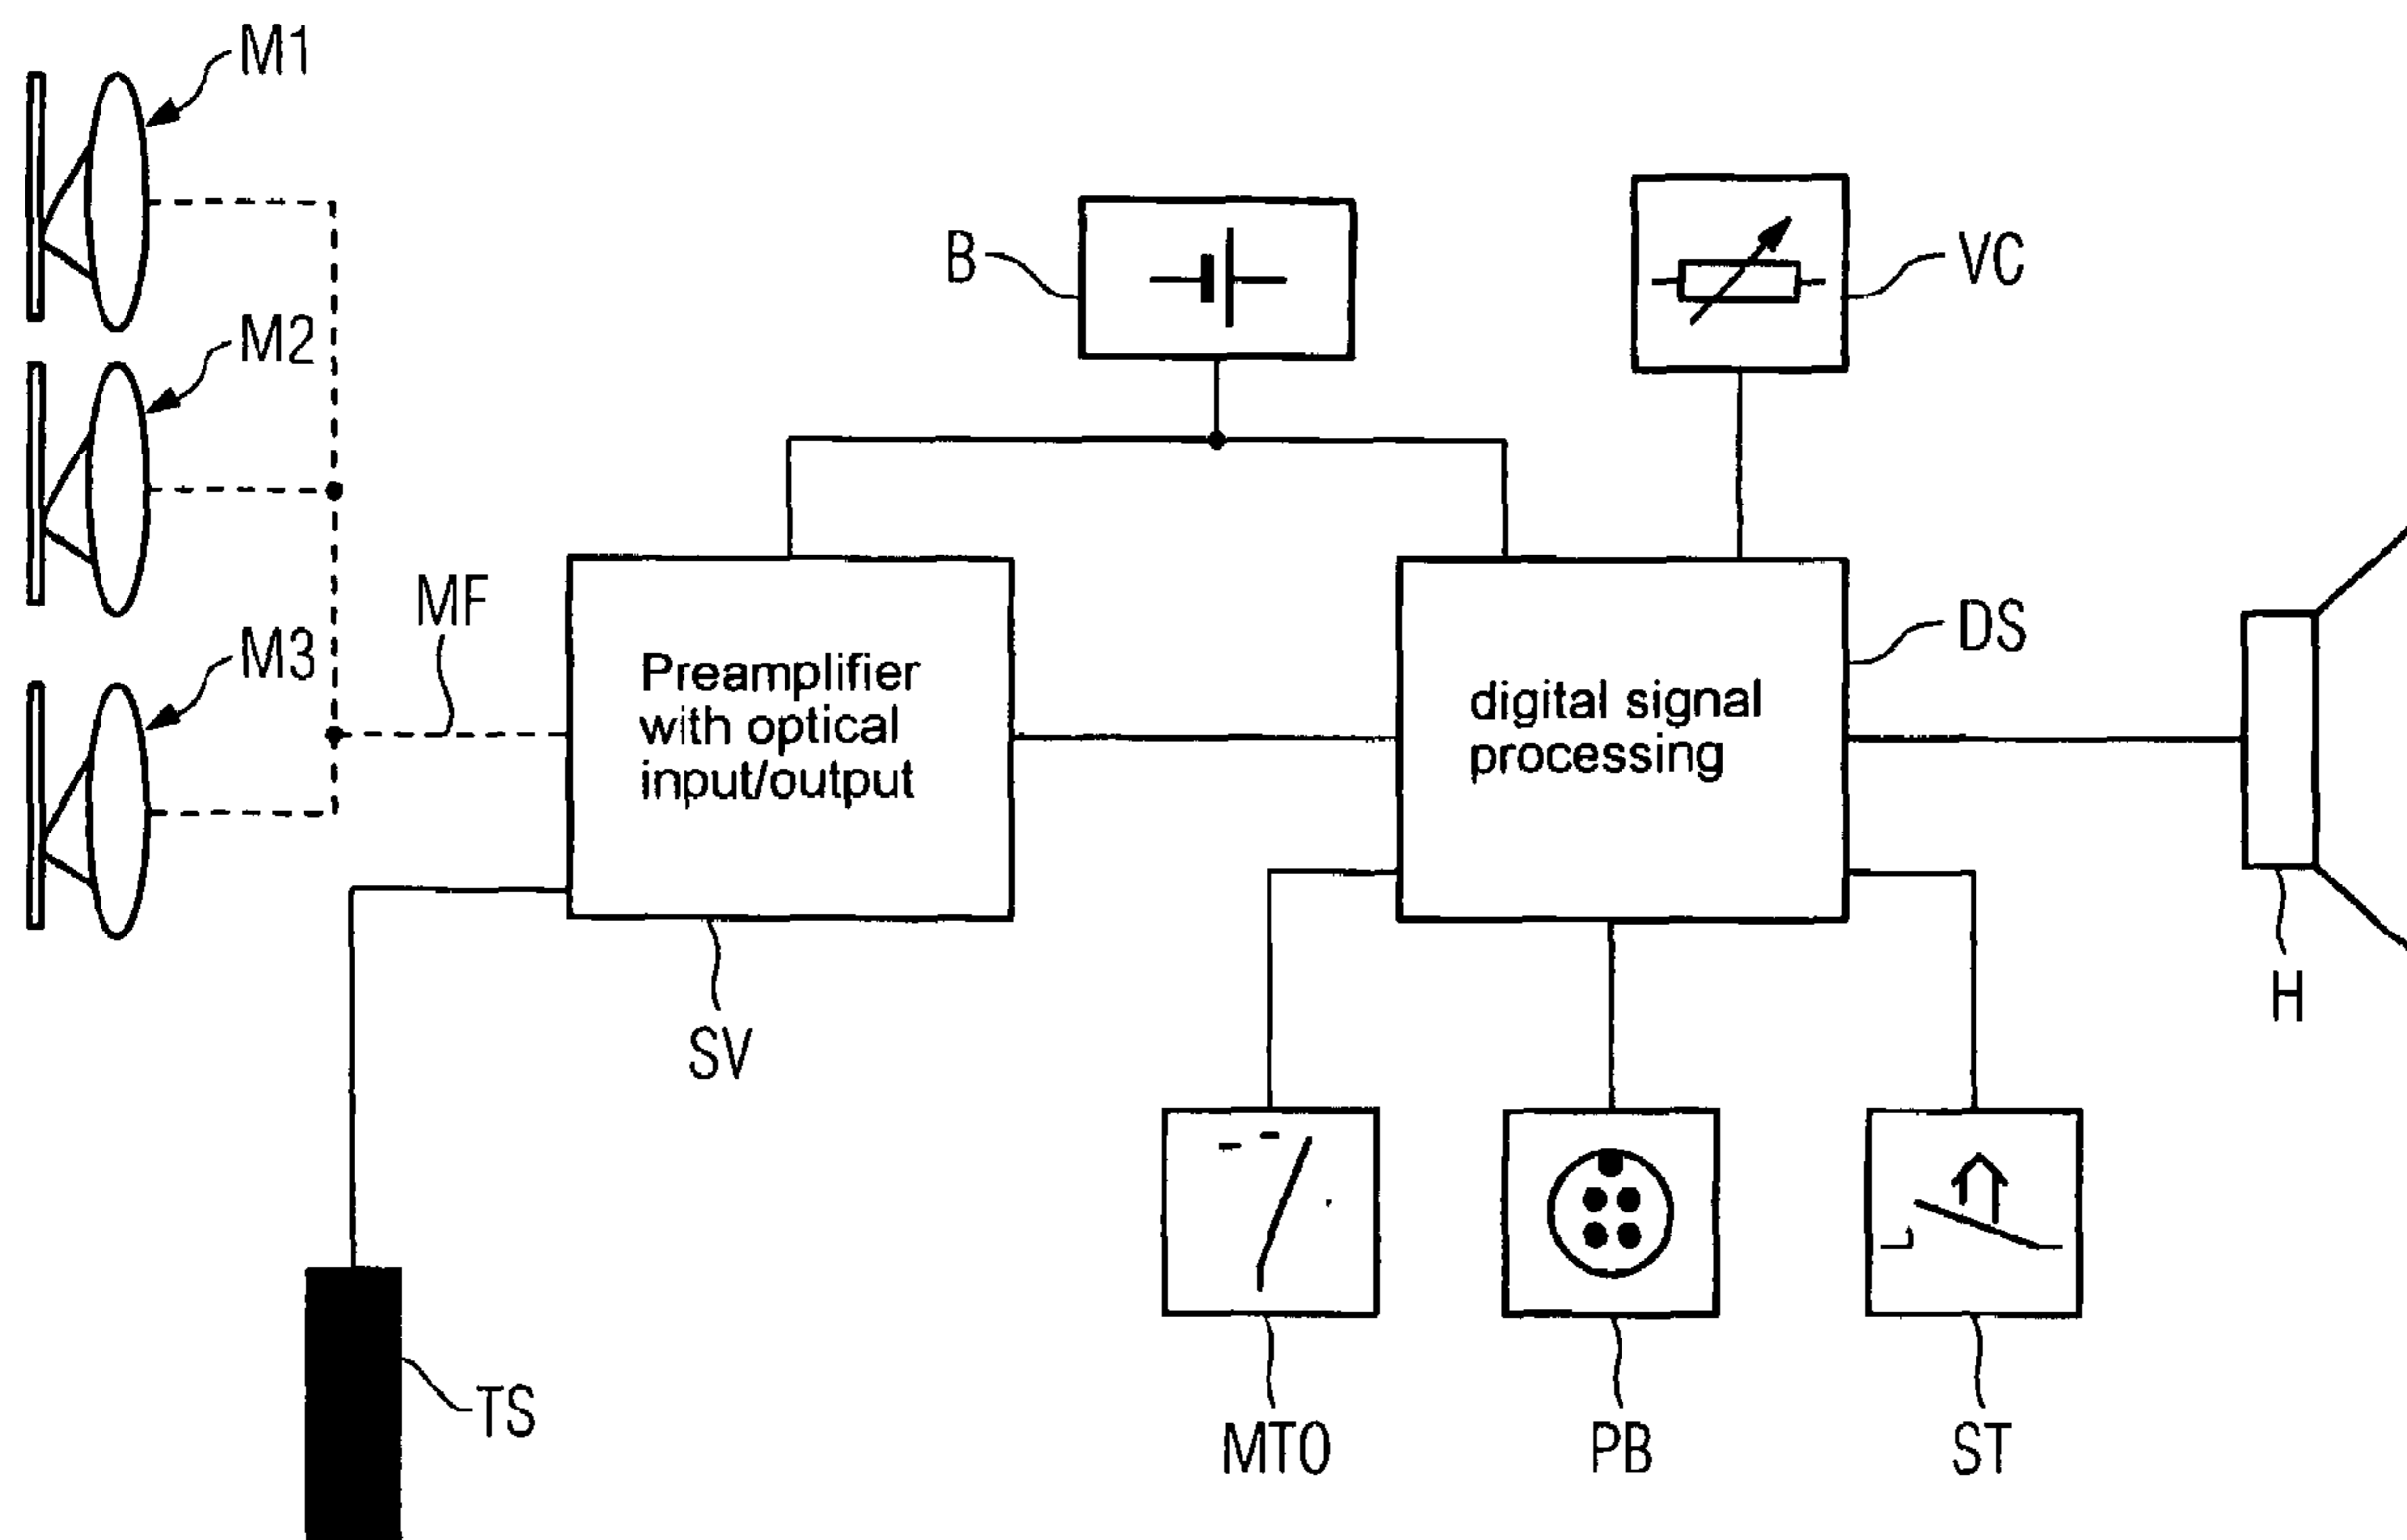 M1
B
VC
M2
MF
DS
M3
Preamplifier
with optical
input/output
digital signal
processing
H
SV
TS
MTO
PB
ST